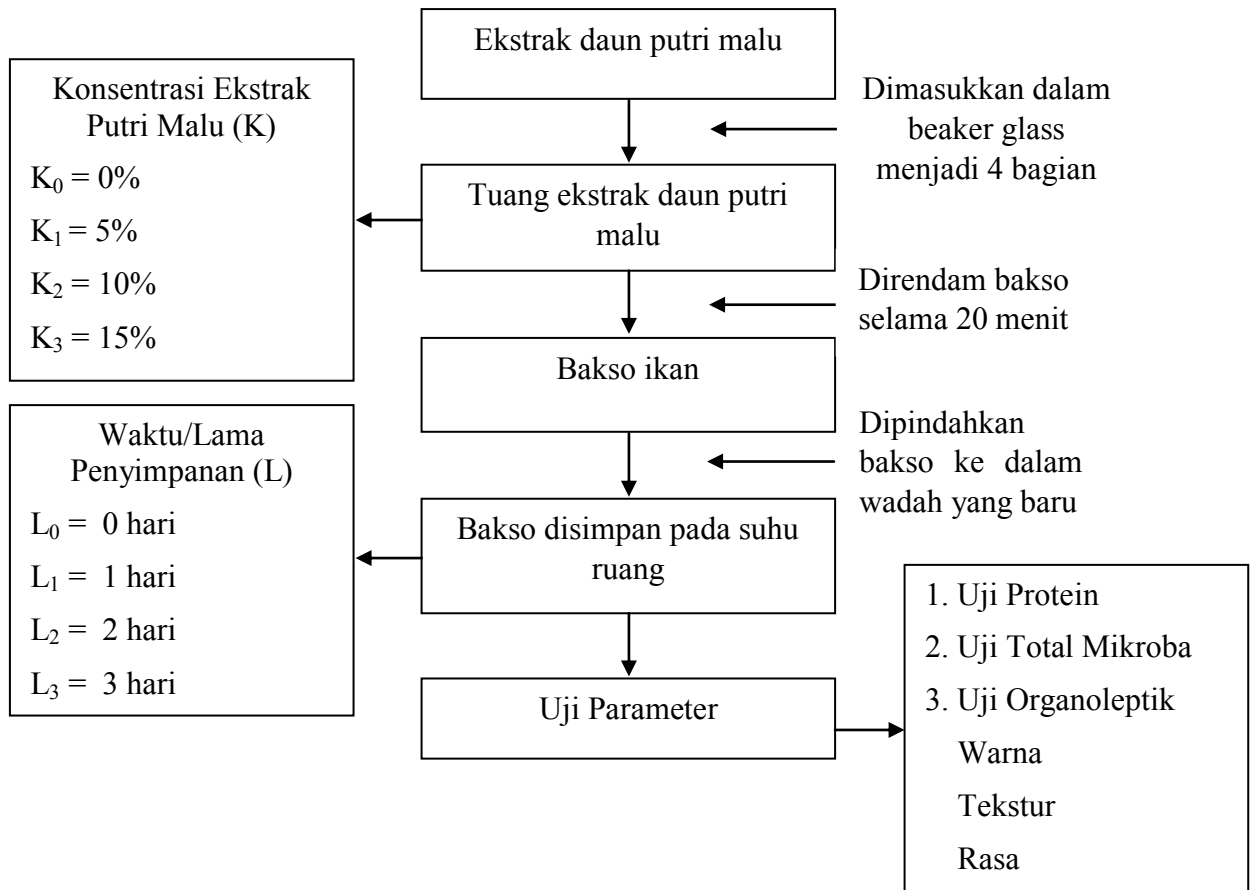 Ekstrak daun putri malu
Dimasukkan dalam
beaker glass
menjadi 4 bagian
Konsentrasi Ekstrak
Putri Malu (K)
K₀ = 0%
K₁ = 5%
K₂ = 10%
K₃ = 15%
Tuang ekstrak daun putri
malu
Direndam bakso
selama 20 menit
Bakso ikan
Dipindahkan
bakso ke dalam
wadah yang baru
Waktu/Lama
Penyimpanan (L)
L₀ = 0 hari
L₁ = 1 hari
L₂ = 2 hari
L₃ = 3 hari
Bakso disimpan pada suhu
ruang
Uji Parameter
1. Uji Protein
2. Uji Total Mikroba
3. Uji Organoleptik
Warna
Tekstur
Rasa